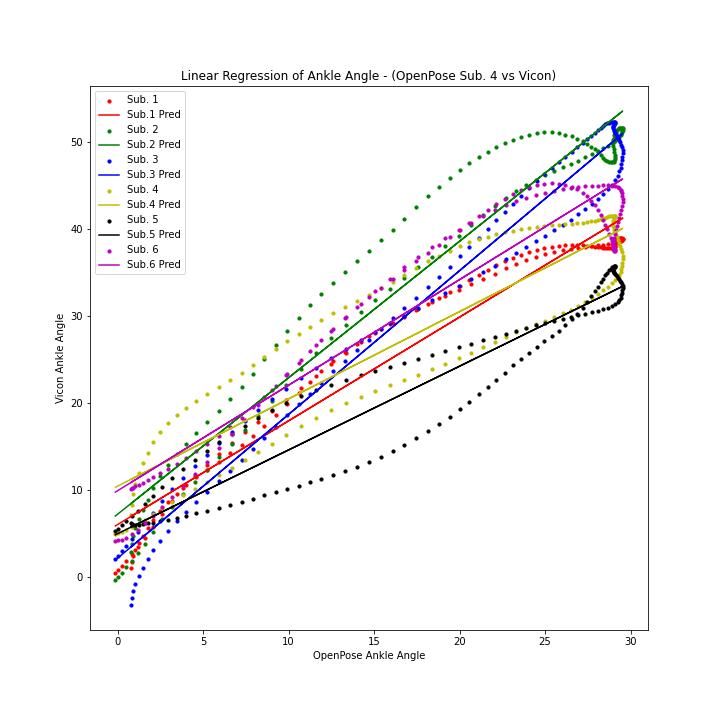 Linear Regression of Ankle Angle - (OpenPose Sub. 4 vs Vicon)
Sub. 1
Sub.1 Pred
Sub. 2
Sub.2 Pred
Sub. 3
Sub.3 Pred
Sub. 4
Sub.4 Pred
Sub. 5
Sub.5 Pred
Sub. 6
Sub.6 Pred
Vicon Ankle Angle
50
40
30
20
10
0
0 5 10 15 20 25 30
OpenPose Ankle Angle